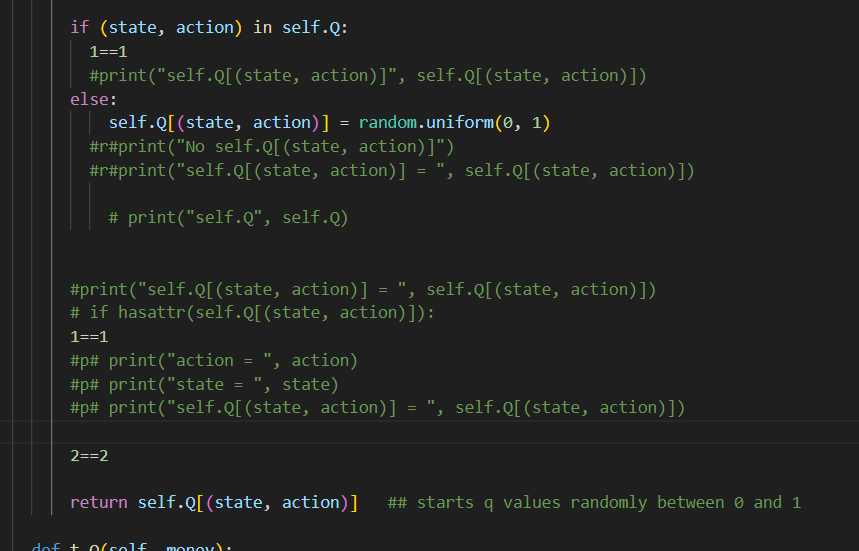 if (state, action) in self.Q:
1==1
#print("self.Q[(state, action)]", self.Q[(state, action)])
else:
self.Q[(state, action)] = random.uniform(0, 1)
#r#print("No self.Q[(state, action)]")
#r#print("self.Q[(state, action)] = ", self.Q[(state, action)])
# print("self.Q", self.Q)
#print("self.Q[(state, action)] = ", self.Q[(state, action)])
# if hasattr(self.Q[(state, action)]):
1==1
#p# print("action = ", action)
#p# print("state = ", state)
#p# print("self.Q[(state, action)] = ", self.Q[(state, action)])
2==2
return self.Q[(state, action)]   ## starts q values randomly between 0 and 1
def t_Q(self, money):